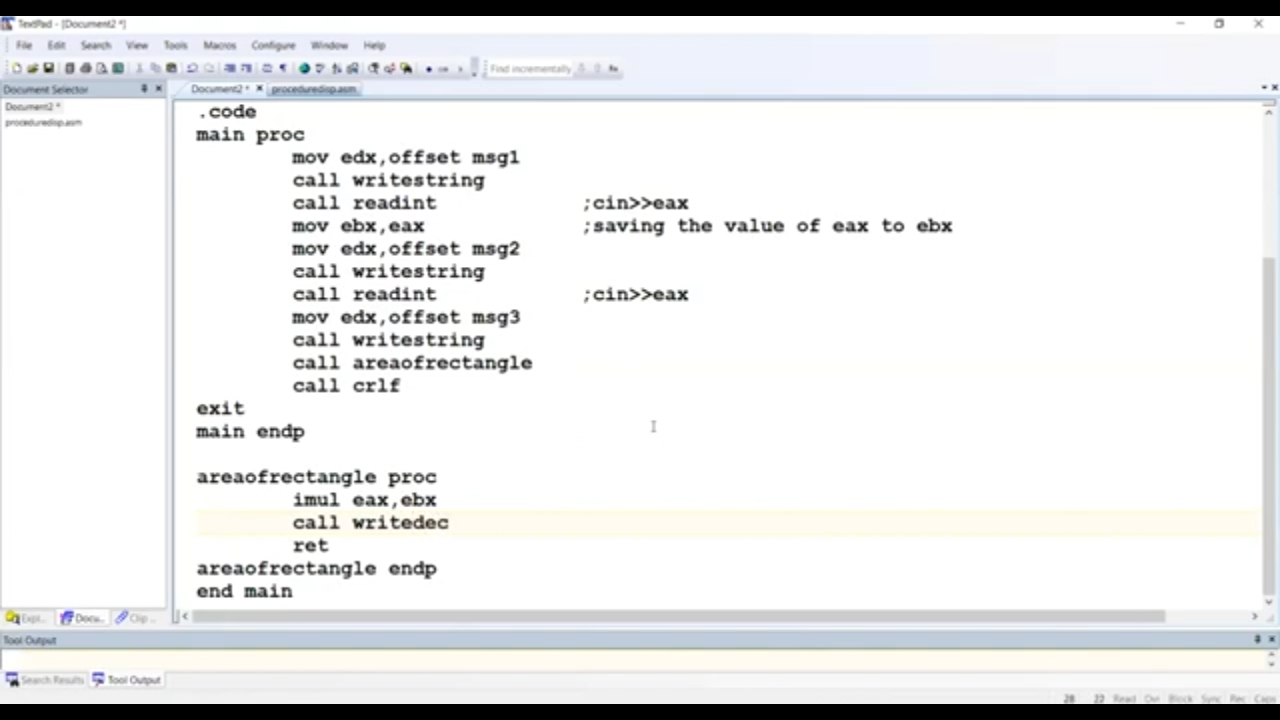 TextPad - [Document2 *]
File Edit Search View Tools Macros Configure Window Help
Find incrementally
Document Selector
Document2 *
proceduredisp.asm
Document2 *
proceduredisp.asm
.code
main proc
mov edx,offset msg1
call writestring
call readint ;cin>>eax
mov ebx,eax ;saving the value of eax to ebx
mov edx,offset msg2
call writestring
call readint ;cin>>eax
mov edx,offset msg3
call writestring
call areaofrectangle
call crlf
exit
main endp
areaofrectangle proc
imul eax,ebx
call writedec
ret
areaofrectangle endp
end main
Expl... Docu... Clip ...
Tool Output
Search Results Tool Output
28 22 Read Ovr Block Sync Rec Caps